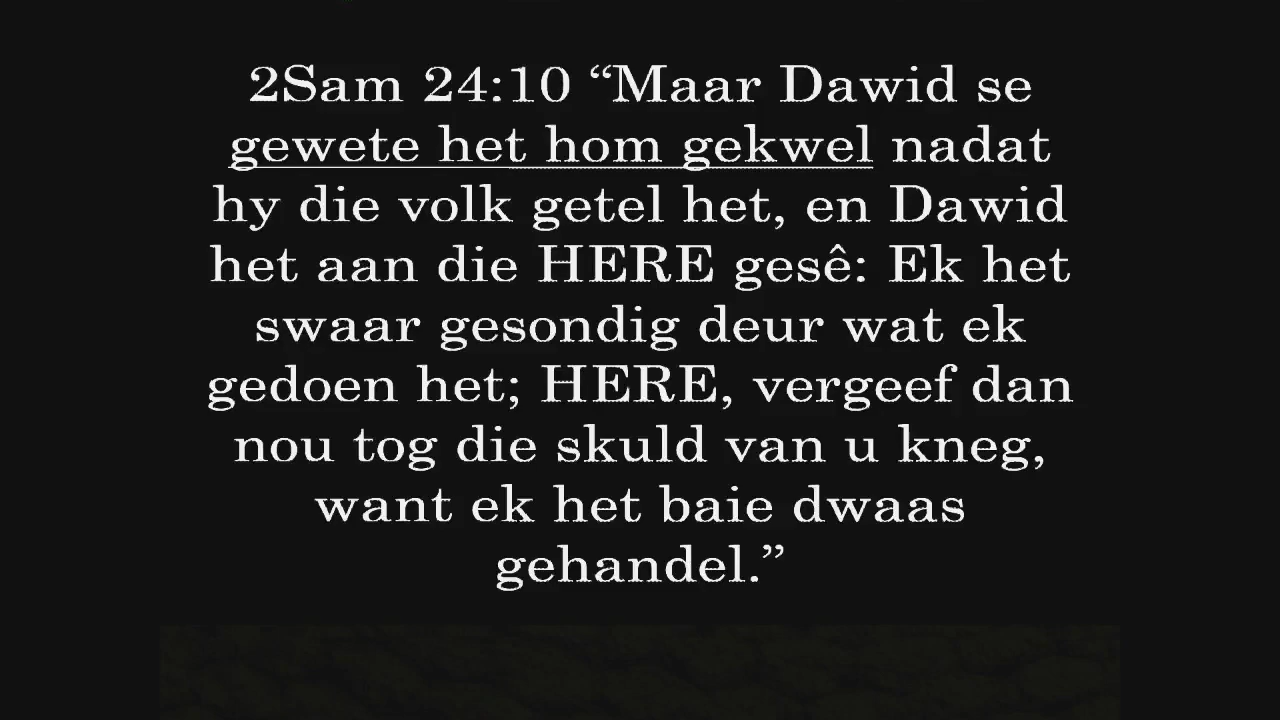 2Sam 24:10 “Maar Dawid se
gewete het hom gekwel nadat
hy die volk getel het, en Dawid
het aan die HERE gesê: Ek het
swaar gesondig deur wat ek
gedoen het; HERE, vergeef dan
nou tog die skuld van u kneg,
want ek het baie dwaas
gehandel.”